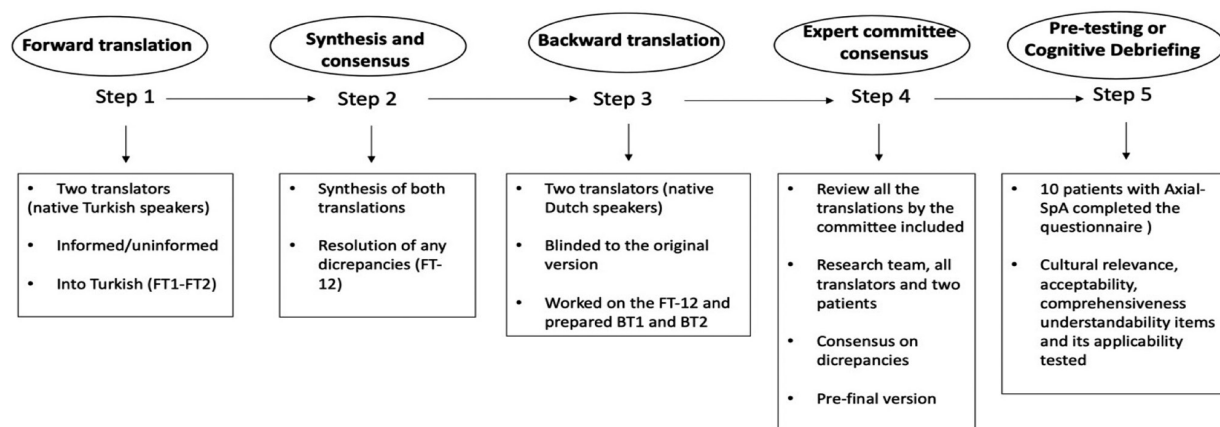 Forward translation
Synthesis and
consensus
Backward translation
Expert committee
consensus
Pre-testing or
Cognitive Debriefing
Step 1
Step 2
Step 3
Step 4
Step 5
• Two translators
(native Turkish speakers)
• Informed/uninformed
• Into Turkish (FT1-FT2)
• Synthesis of both
translations
• Resolution of any
dicrepancies (FT-
12)
• Two translators (native
Dutch speakers)
• Blinded to the original
version
• Worked on the FT-12 and
prepared BT1 and BT2
• Review all the
translations by the
committee included
• Research team, all
translators and two
patients
• Consensus on
dicrepancies
• Pre-final version
• 10 patients with Axial-
SpA completed the
questionnaire )
• Cultural relevance,
acceptability,
comprehensiveness
understandability items
and its applicability
tested